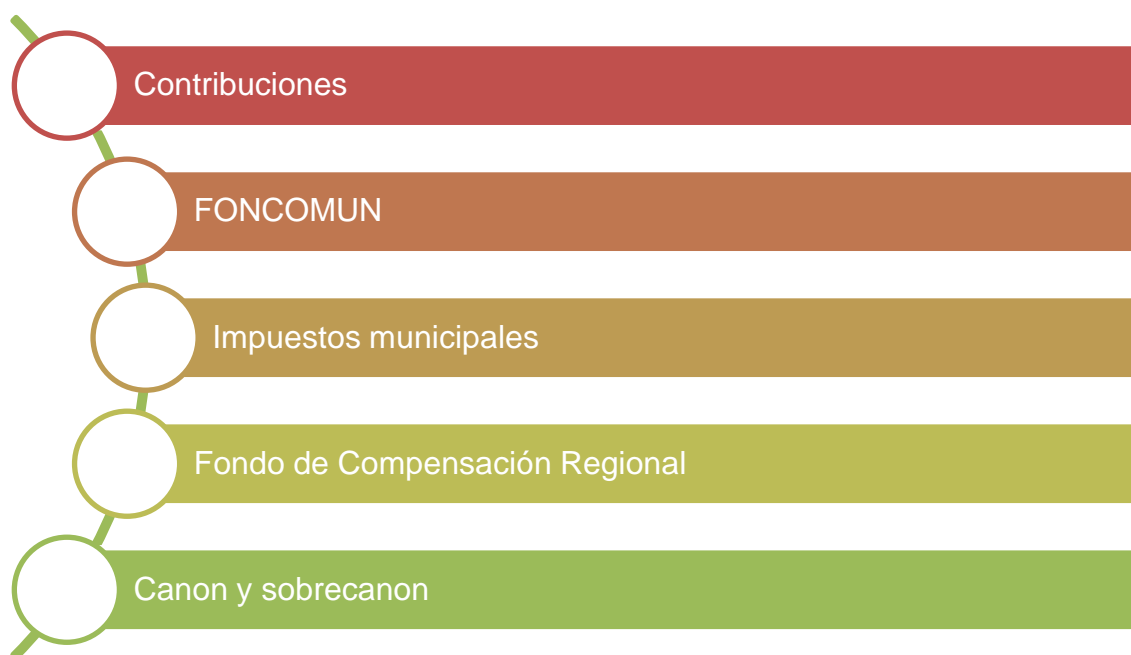 Contribuciones
FONCOMUN
Impuestos municipales
Fondo de Compensación Regional
Canon y sobrecanon